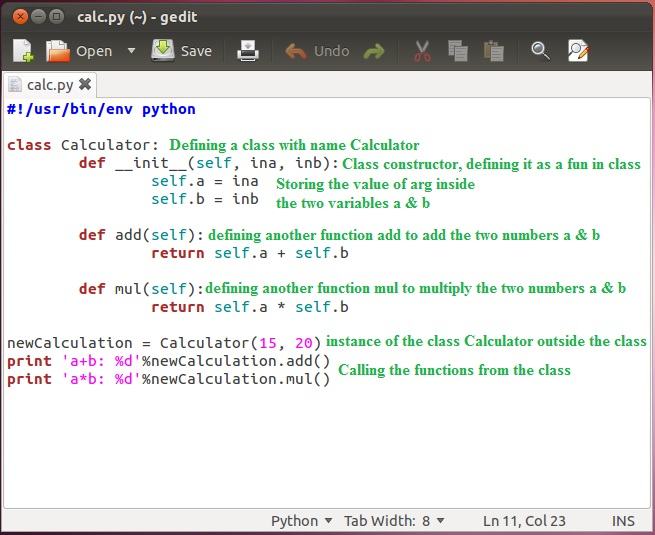 calc.py (~) - gedit
Open Save Undo
calc.py
#!/usr/bin/env python
class Calculator: Defining a class with name Calculator
def __init__(self, ina, inb): Class constructor, defining it as a fun in class
self.a = ina Storing the value of arg inside
self.b = inb the two variables a & b
def add(self): defining another function add to add the two numbers a & b
return self.a + self.b
def mul(self): defining another function mul to multiply the two numbers a & b
return self.a * self.b
newCalculation = Calculator(15, 20) instance of the class Calculator outside the class
print 'a+b: %d'%newCalculation.add()
Calling the functions from the class
print 'a*b: %d'%newCalculation.mul()
Python Tab Width: 8 Ln 11, Col 23 INS